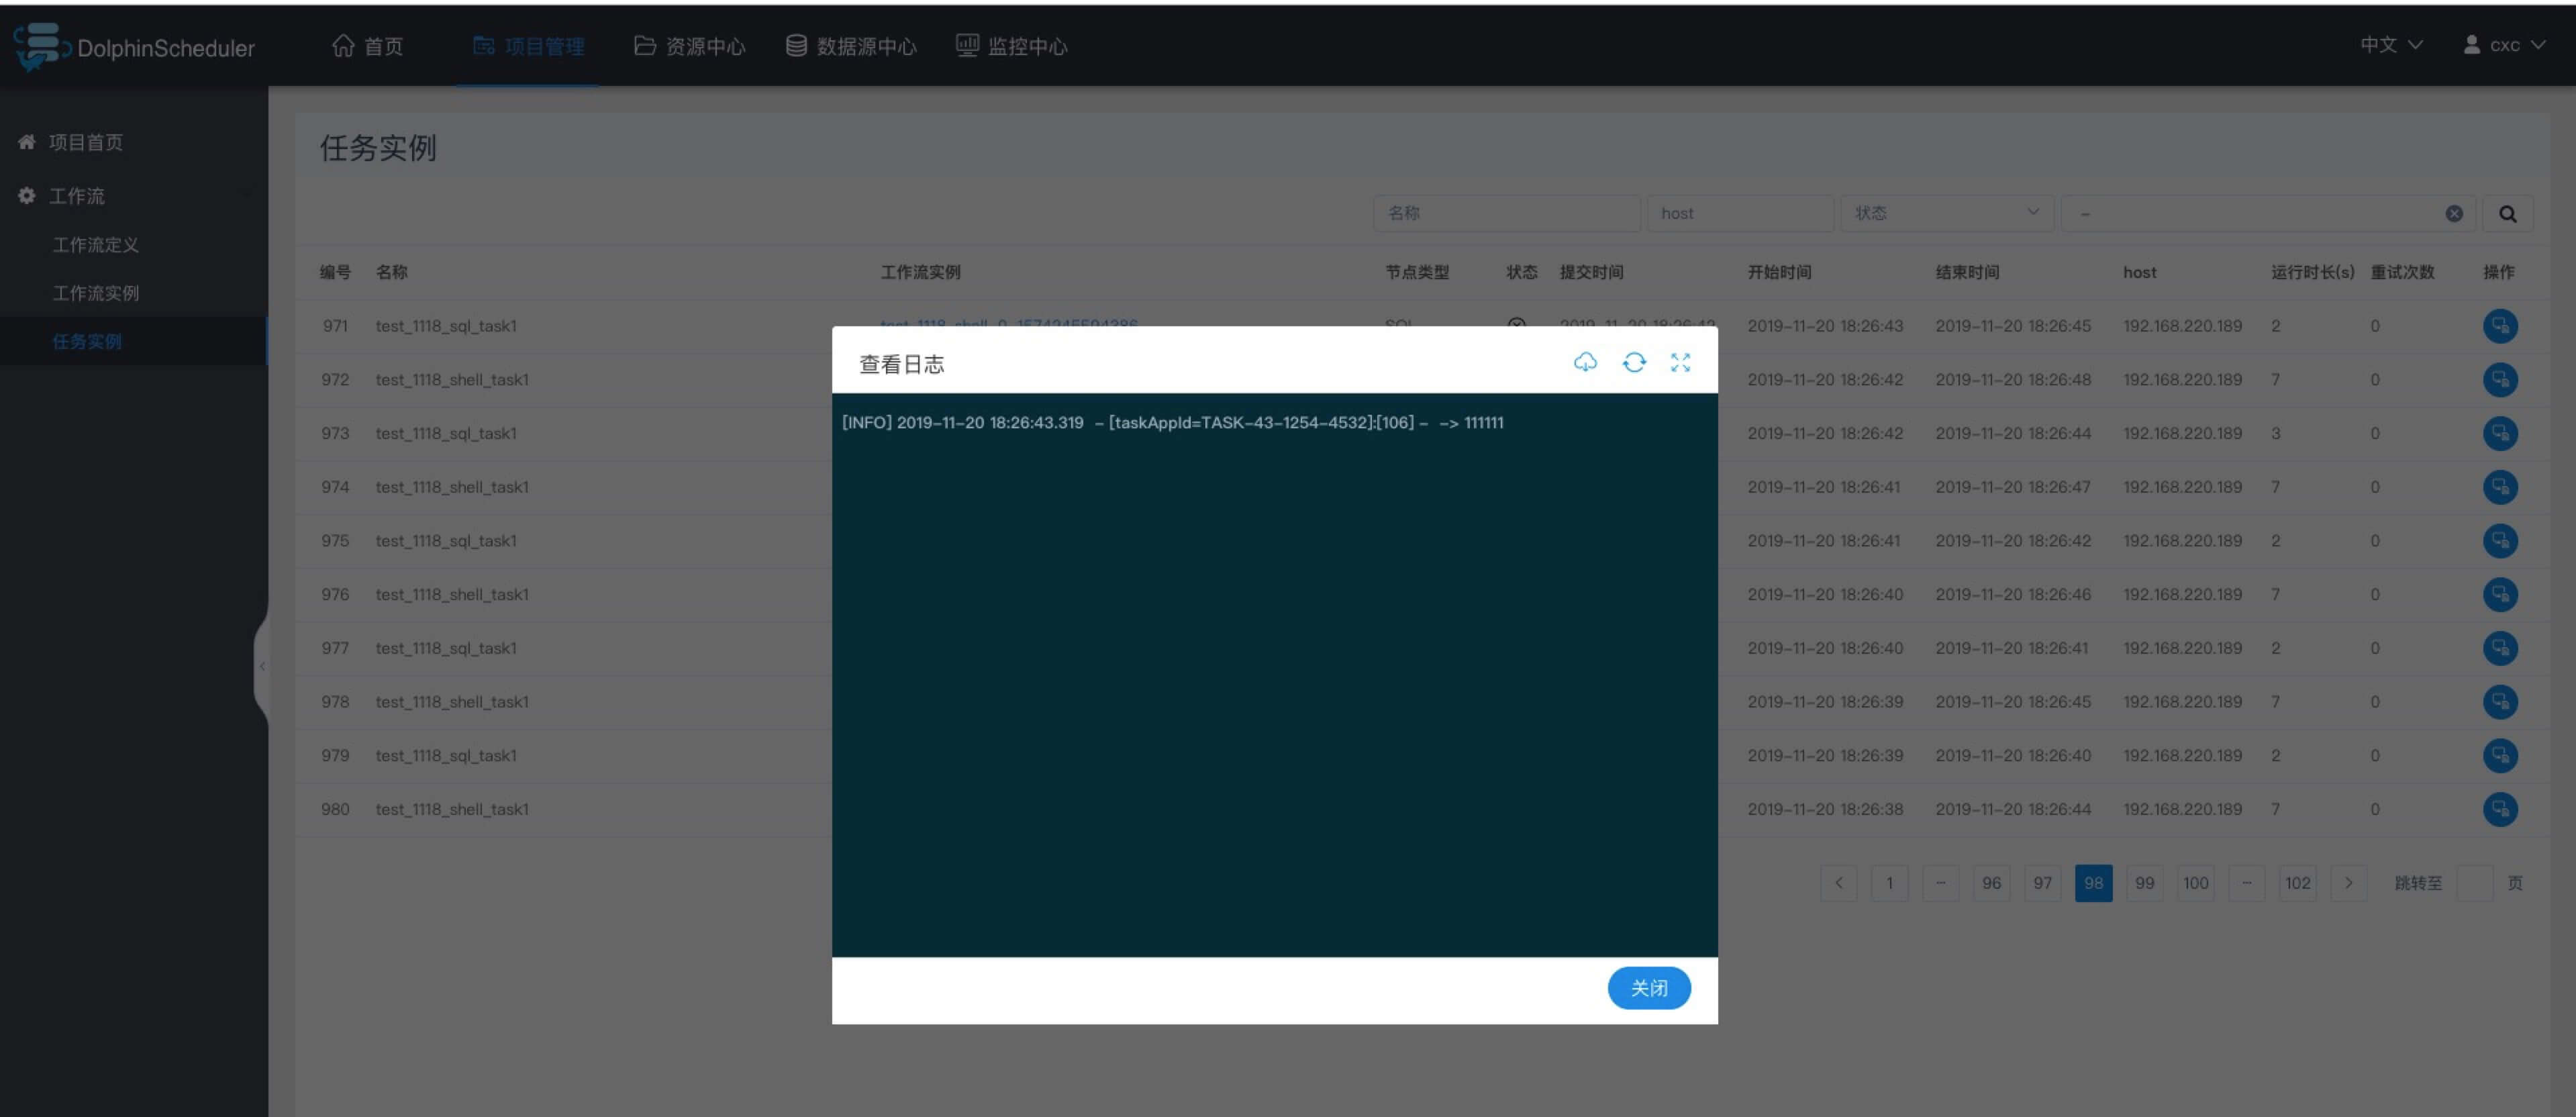 DolphinScheduler 首页 项目管理 资源中心 数据源中心 监控中心 中文 cxc
项目首页
工作流
工作流定义
工作流实例
任务实例
任务实例
名称 host 状态 -
编号 名称 工作流实例 节点类型 状态 提交时间 开始时间 结束时间 host 运行时长(s) 重试次数 操作
971 test_1118_sql_task1 test_1118_shell_0_1574245594386 SQL 2019-11-20 18:26:42 2019-11-20 18:26:43 2019-11-20 18:26:45 192.168.220.189 2 0
972 test_1118_shell_task1 2019-11-20 18:26:42 2019-11-20 18:26:48 192.168.220.189 7 0
973 test_1118_sql_task1 2019-11-20 18:26:42 2019-11-20 18:26:44 192.168.220.189 3 0
974 test_1118_shell_task1 2019-11-20 18:26:41 2019-11-20 18:26:47 192.168.220.189 7 0
975 test_1118_sql_task1 2019-11-20 18:26:41 2019-11-20 18:26:42 192.168.220.189 2 0
976 test_1118_shell_task1 2019-11-20 18:26:40 2019-11-20 18:26:46 192.168.220.189 7 0
977 test_1118_sql_task1 2019-11-20 18:26:40 2019-11-20 18:26:41 192.168.220.189 2 0
978 test_1118_shell_task1 2019-11-20 18:26:39 2019-11-20 18:26:45 192.168.220.189 7 0
979 test_1118_sql_task1 2019-11-20 18:26:39 2019-11-20 18:26:40 192.168.220.189 2 0
980 test_1118_shell_task1 2019-11-20 18:26:38 2019-11-20 18:26:44 192.168.220.189 7 0
1 ... 96 97 98 99 100 ... 102 跳转至 页
查看日志
[INFO] 2019-11-20 18:26:43.319 - [taskAppId=TASK-43-1254-4532]:[106] - -> 111111
关闭